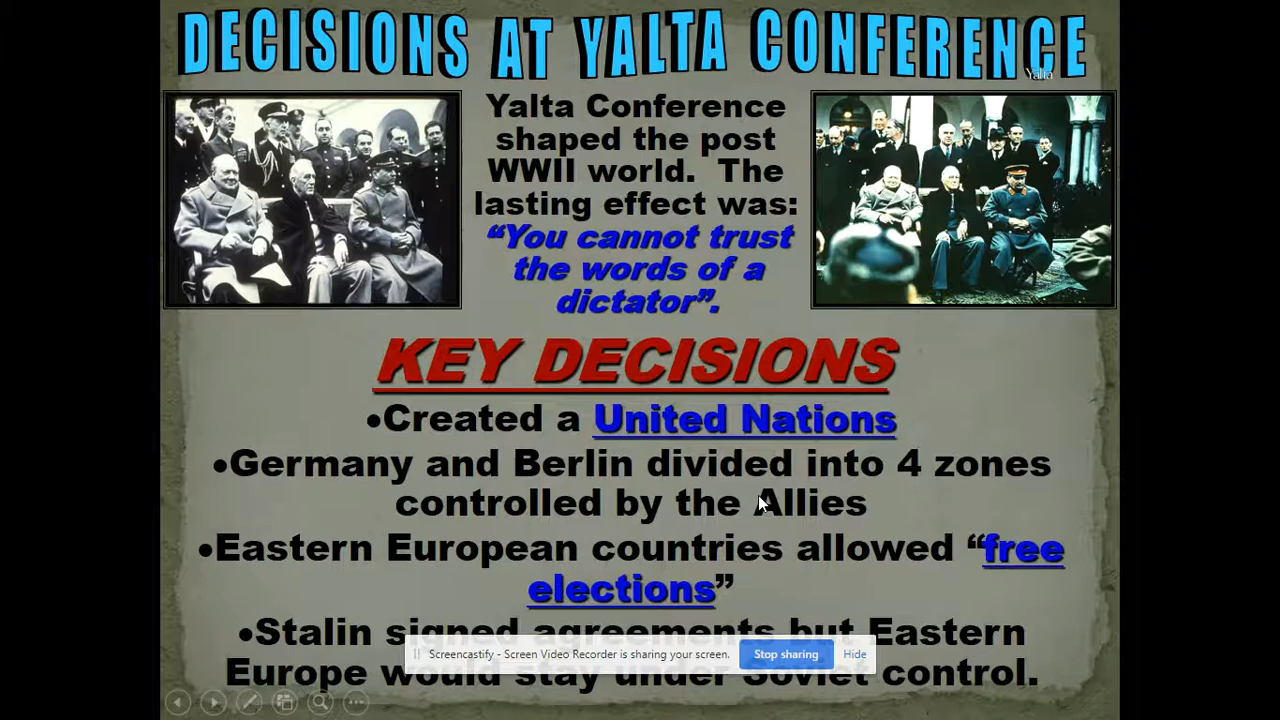 DECISIONS AT YALTA CONFERENCE
Yalta
Yalta Conference
shaped the post
WWII world. The
lasting effect was:
“You cannot trust
the words of a
dictator”.
KEY DECISIONS
•Created a United Nations
•Germany and Berlin divided into 4 zones
controlled by the Allies
•Eastern European countries allowed “free
elections”
•Stalin signed agreements but Eastern
Screencastify - Screen Video Recorder is sharing your screen. Stop sharing Hide
Europe would stay under Soviet control.